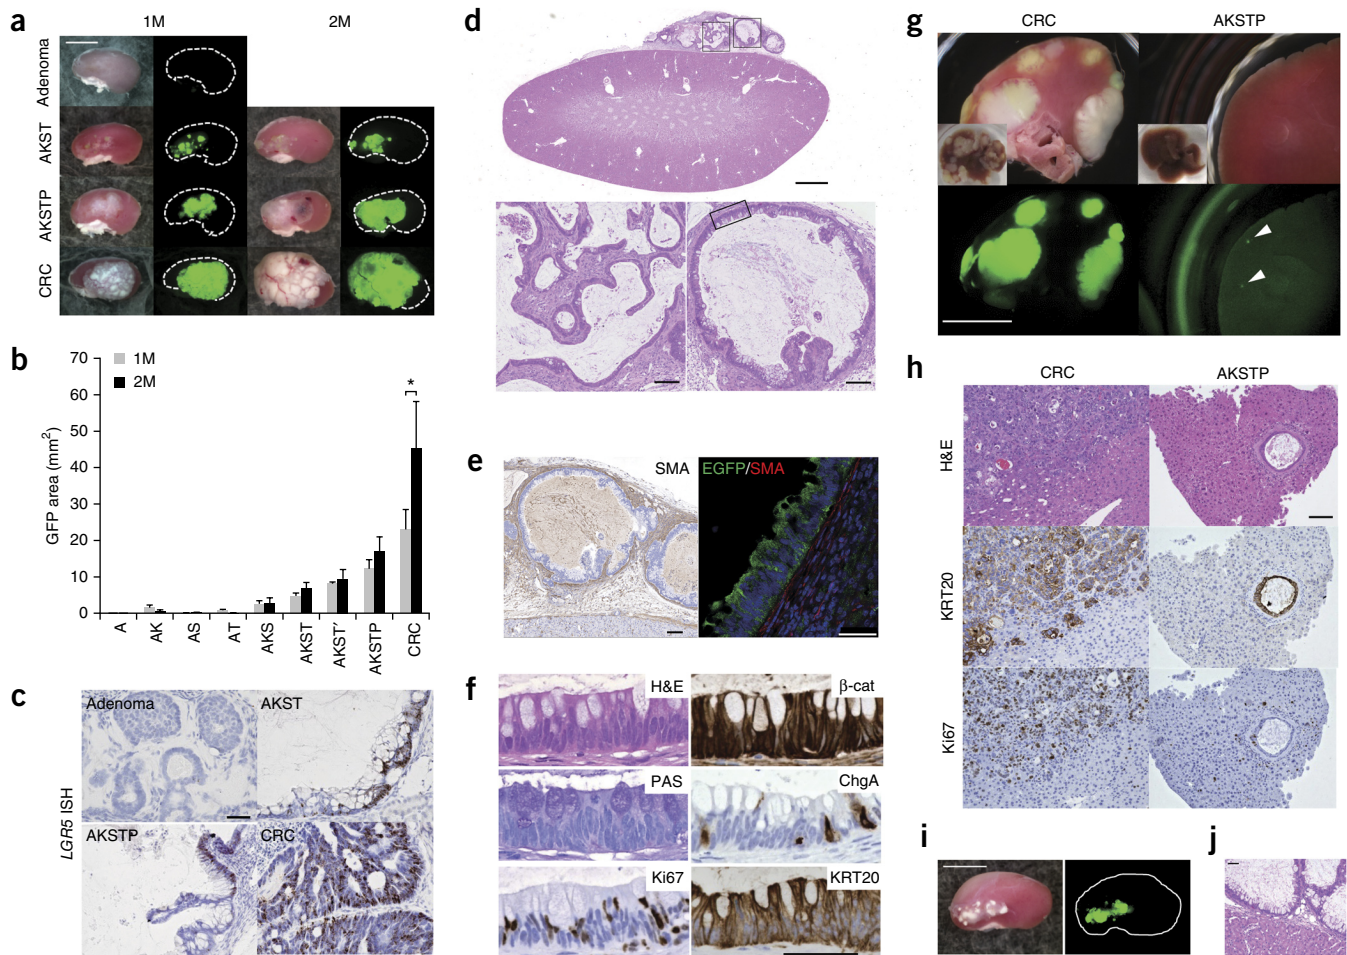 a
1M
2M
Adenoma
AKST
AKSTP
CRC
b
1M
2M
*
GFP area (mm²)
70
60
50
40
30
20
10
0
A
AK
AS
AT
AKS
AKST
AKST′
AKSTP
CRC
c
LGR5 ISH
Adenoma
AKST
AKSTP
CRC
d
e
SMA
EGFP/SMA
f
H&E
β-cat
PAS
ChgA
Ki67
KRT20
g
CRC
AKSTP
h
CRC
AKSTP
H&E
KRT20
Ki67
i
j